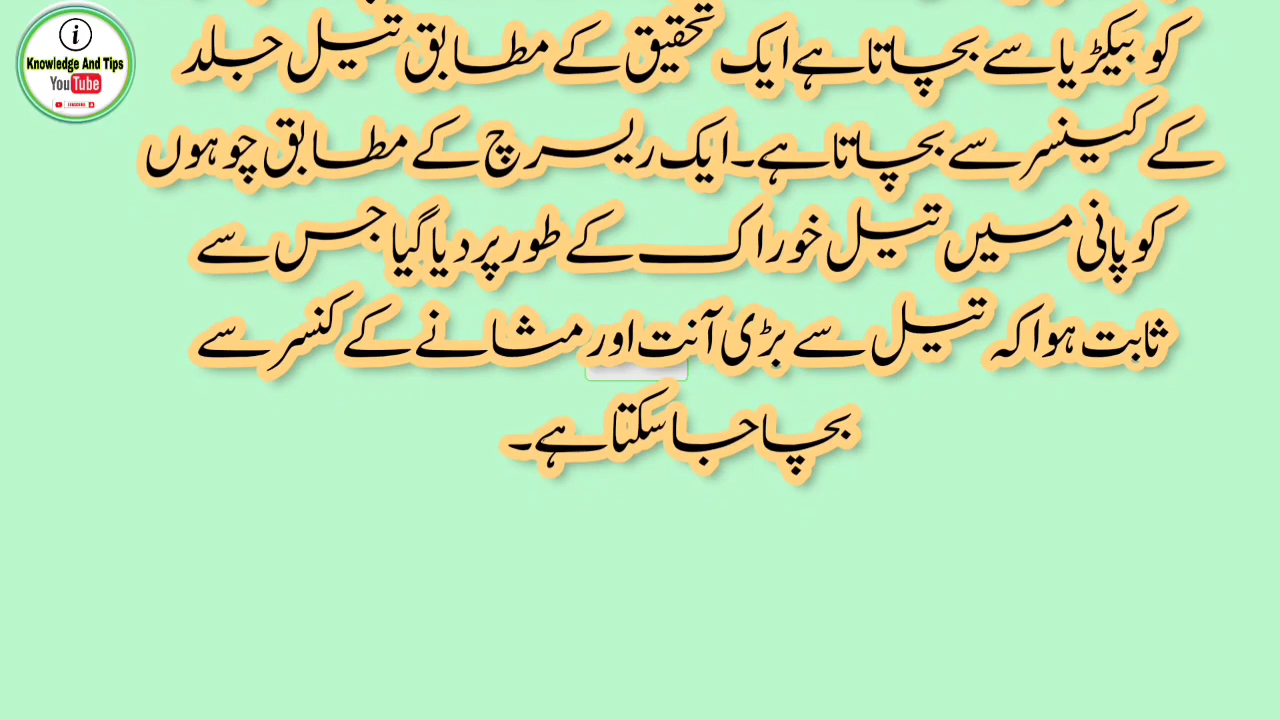 i
Knowledge And Tips
YouTube
SUBSCRIBE
کو بیکڑیا سے بچاتا ہے ایک تحقیق کے مطابق تیل جلد
کے کینسر سے بچاتا ہے۔ ایک ریسرچ کے مطابق چوہوں
کو پانی میں تیل خوراک کے طور پر دیا گیا جس سے
ثابت ہوا کہ تیل سے بڑی آنت اور مثانے کے کنسر سے
بچا جا سکتا ہے۔